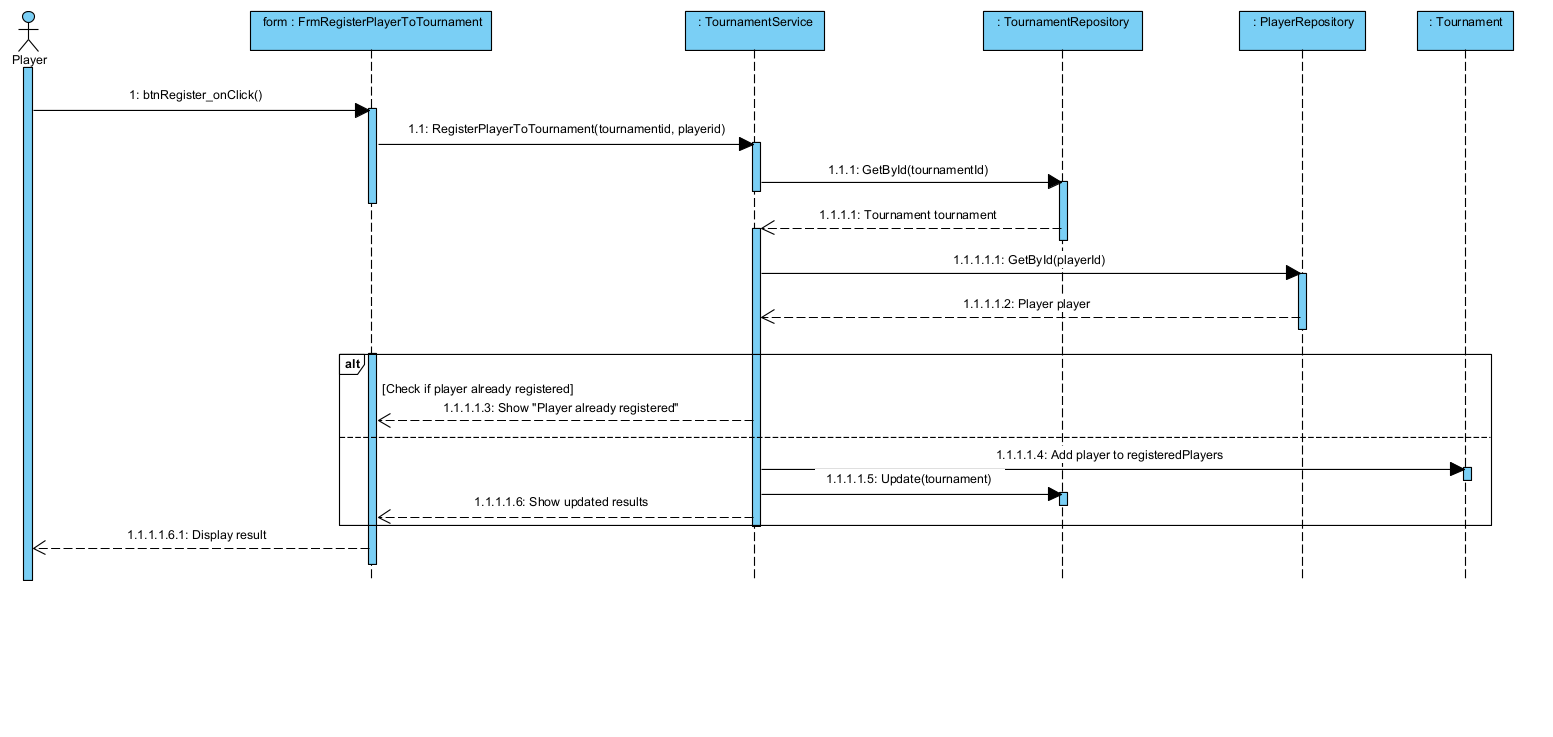 form : FrmRegisterPlayerToTournament
: TournamentService
: TournamentRepository
: PlayerRepository
: Tournament
Player
1: btnRegister_onClick()
1.1: RegisterPlayerToTournament(tournamentid, playerid)
1.1.1: GetById(tournamentId)
1.1.1.1: Tournament tournament
1.1.1.1.1: GetById(playerId)
1.1.1.1.2: Player player
alt
[Check if player already registered]
1.1.1.1.3: Show "Player already registered"
1.1.1.1.4: Add player to registeredPlayers
1.1.1.1.5: Update(tournament)
1.1.1.1.6: Show updated results
1.1.1.1.6.1: Display result